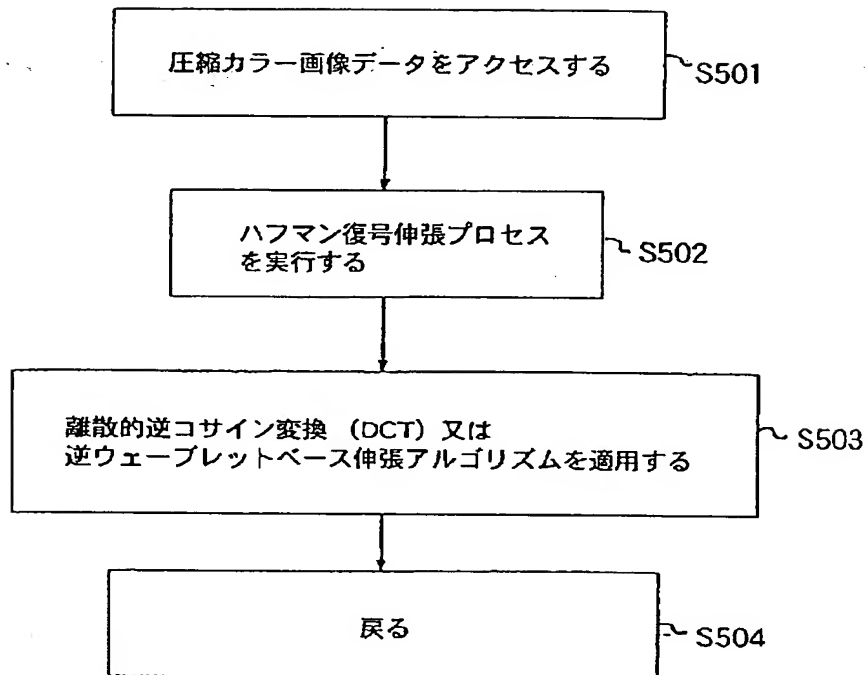 圧縮カラー画像データをアクセスする
S501
ハフマン復号伸張プロセス
を実行する
S502
離散的逆コサイン変換 (DCT) 又は
逆ウェーブレットベース伸張アルゴリズムを適用する
S503
戻る
S504